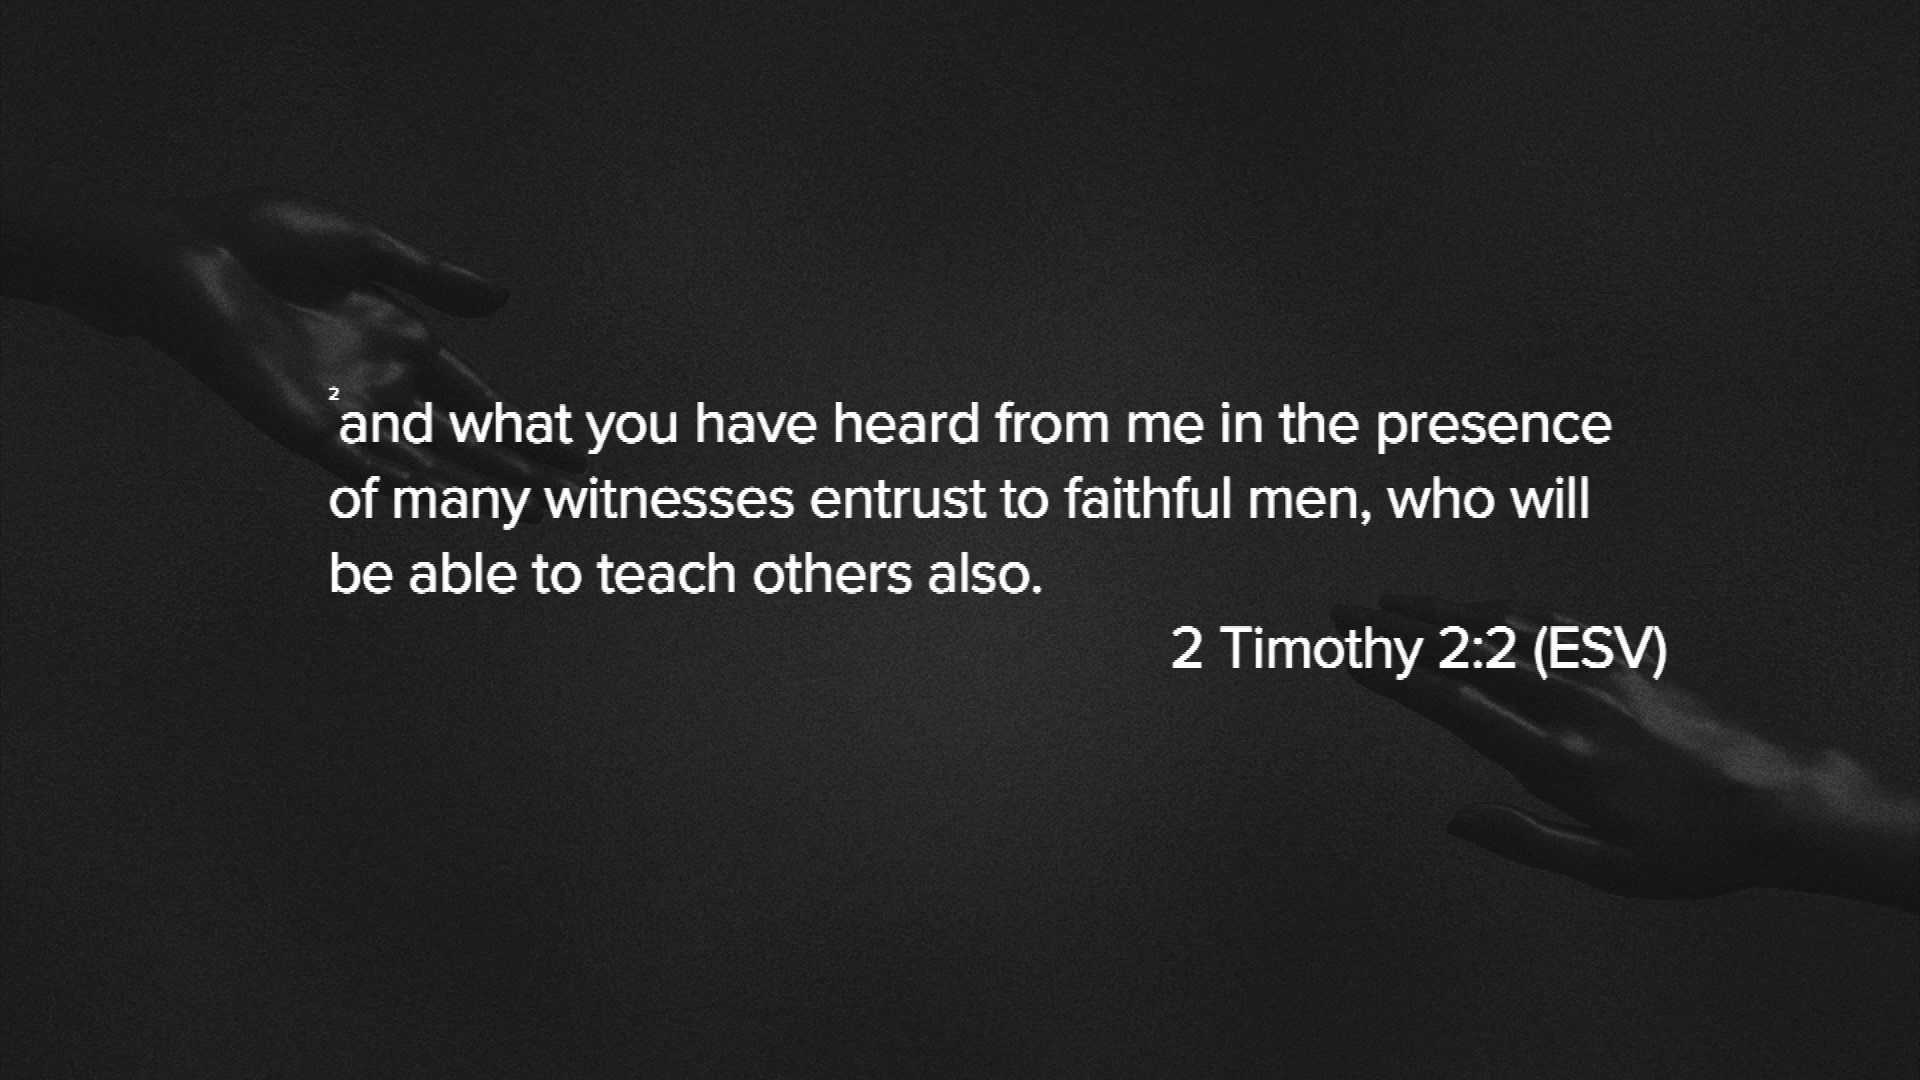 ²and what you have heard from me in the presence
of many witnesses entrust to faithful men, who will
be able to teach others also.
2 Timothy 2:2 (ESV)